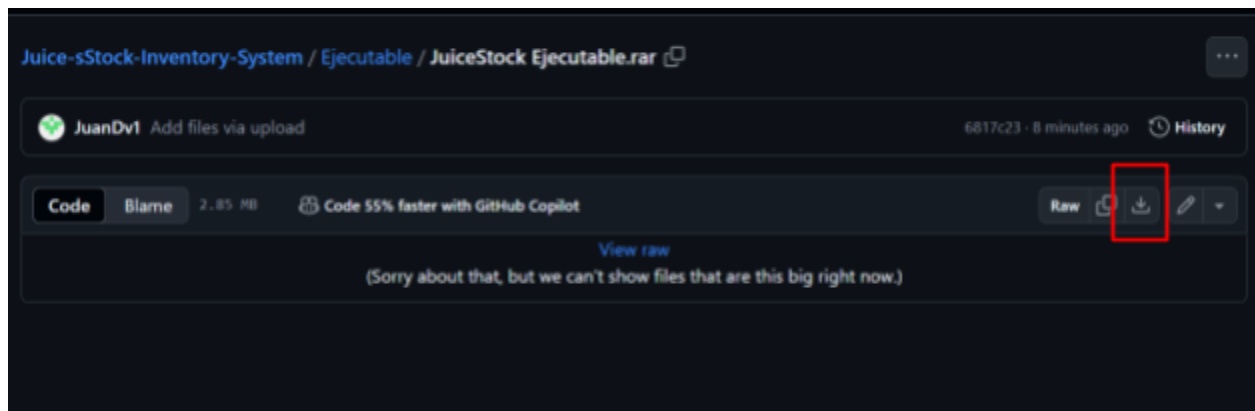 Juice-sStock-Inventory-System / Ejecutable / JuiceStock Ejecutable.rar
JuanDv1 Add files via upload 6817c23 · 8 minutes ago History
Code Blame 2.85 MB Code 55% faster with GitHub Copilot Raw
View raw
(Sorry about that, but we can't show files that are this big right now.)